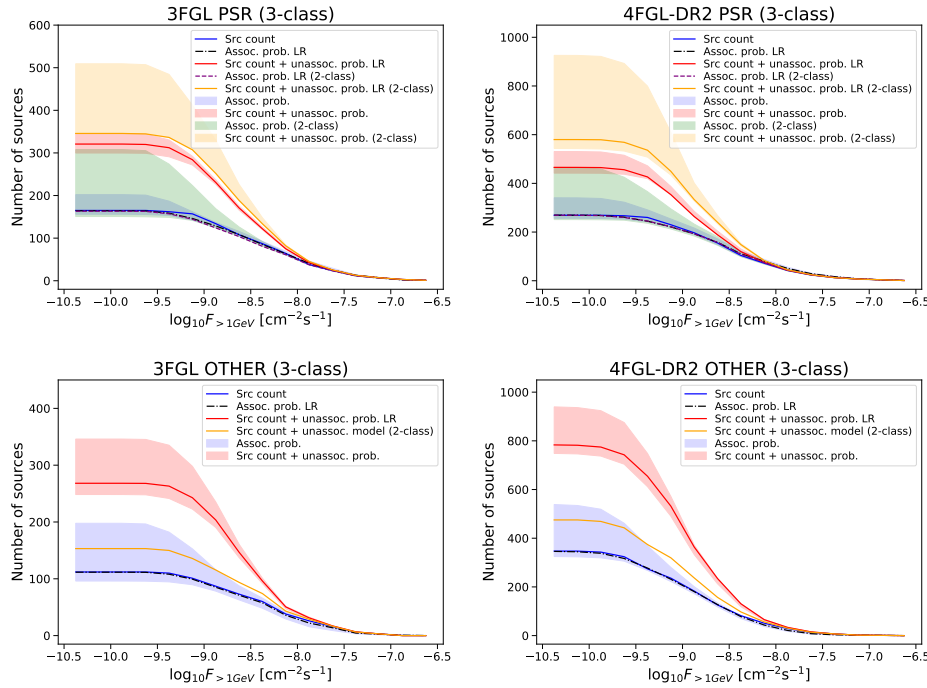 3FGL PSR (3-class)
Number of sources
600
500
400
300
200
100
0
Src count
Assoc. prob. LR
Src count + unassoc. prob. LR
Assoc. prob. LR (2-class)
Src count + unassoc. prob. LR (2-class)
Assoc. prob.
Src count + unassoc. prob.
Assoc. prob. (2-class)
Src count + unassoc. prob. (2-class)
−10.5 −10.0 −9.5 −9.0 −8.5 −8.0 −7.5 −7.0 −6.5
log10F>1GeV [cm−2s−1]
4FGL-DR2 PSR (3-class)
Number of sources
1000
800
600
400
200
0
Src count
Assoc. prob. LR
Src count + unassoc. prob. LR
Assoc. prob. LR (2-class)
Src count + unassoc. prob. LR (2-class)
Assoc. prob.
Src count + unassoc. prob.
Assoc. prob. (2-class)
Src count + unassoc. prob. (2-class)
−10.5 −10.0 −9.5 −9.0 −8.5 −8.0 −7.5 −7.0 −6.5
log10F>1GeV [cm−2s−1]
3FGL OTHER (3-class)
Number of sources
400
300
200
100
0
Src count
Assoc. prob. LR
Src count + unassoc. prob. LR
Src count + unassoc. model (2-class)
Assoc. prob.
Src count + unassoc. prob.
−10.5 −10.0 −9.5 −9.0 −8.5 −8.0 −7.5 −7.0 −6.5
log10F>1GeV [cm−2s−1]
4FGL-DR2 OTHER (3-class)
Number of sources
1000
800
600
400
200
0
Src count
Assoc. prob. LR
Src count + unassoc. prob. LR
Src count + unassoc. model (2-class)
Assoc. prob.
Src count + unassoc. prob.
−10.5 −10.0 −9.5 −9.0 −8.5 −8.0 −7.5 −7.0 −6.5
log10F>1GeV [cm−2s−1]